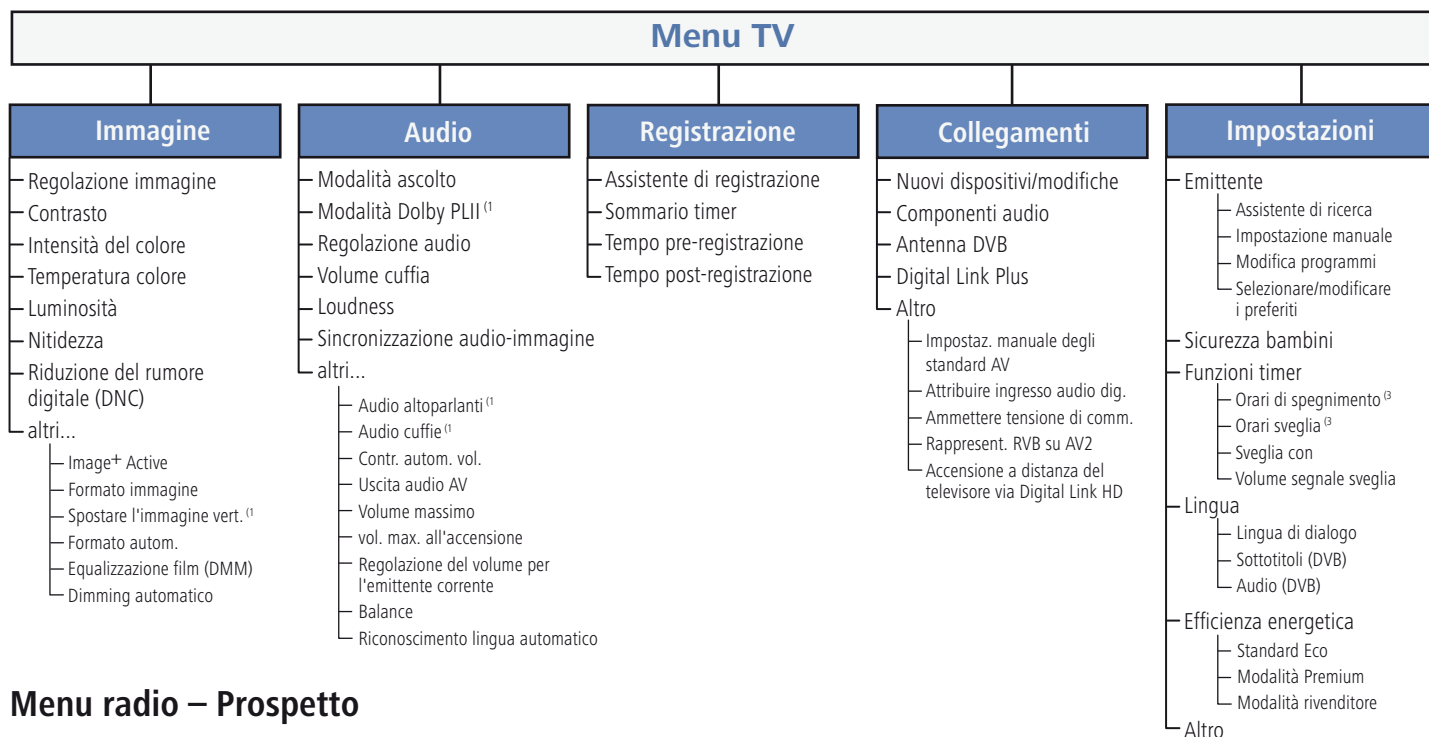 Menu TV
Immagine
Regolazione immagine
Contrasto
Intensità del colore
Temperatura colore
Luminosità
Nitidezza
Riduzione del rumore
digitale (DNC)
altri...
Image+ Active
Formato immagine
Spostare l'immagine vert. (1
Formato autom.
Equalizzazione film (DMM)
Dimming automatico
Audio
Modalità ascolto
Modalità Dolby PLII (1
Regolazione audio
Volume cuffia
Loudness
Sincronizzazione audio-immagine
altri...
Audio altoparlanti (1
Audio cuffie (1
Contr. autom. vol.
Uscita audio AV
Volume massimo
vol. max. all'accensione
Regolazione del volume per
l'emittente corrente
Balance
Riconoscimento lingua automatico
Registrazione
Assistente di registrazione
Sommario timer
Tempo pre-registrazione
Tempo post-registrazione
Collegamenti
Nuovi dispositivi/modifiche
Componenti audio
Antenna DVB
Digital Link Plus
Altro
Impostaz. manuale degli
standard AV
Attribuire ingresso audio dig.
Ammettere tensione di comm.
Rappresent. RVB su AV2
Accensione a distanza del
televisore via Digital Link HD
Impostazioni
Emittente
Assistente di ricerca
Impostazione manuale
Modifica programmi
Selezionare/modificare
i preferiti
Sicurezza bambini
Funzioni timer
Orari di spegnimento (3
Orari sveglia (3
Sveglia con
Volume segnale sveglia
Lingua
Lingua di dialogo
Sottotitoli (DVB)
Audio (DVB)
Efficienza energetica
Standard Eco
Modalità Premium
Modalità rivenditore
Altro
Menu radio – Prospetto